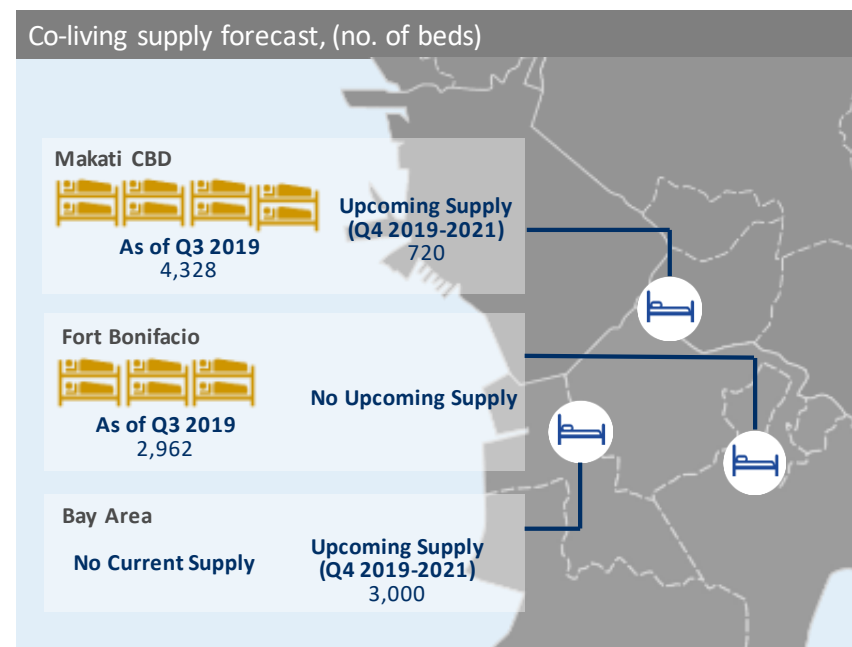 Co-living supply forecast, (no. of beds)
Makati CBD
As of Q3 2019
4,328
Upcoming Supply
(Q4 2019-2021)
720
Fort Bonifacio
As of Q3 2019
2,962
No Upcoming Supply
Bay Area
No Current Supply
Upcoming Supply
(Q4 2019-2021)
3,000